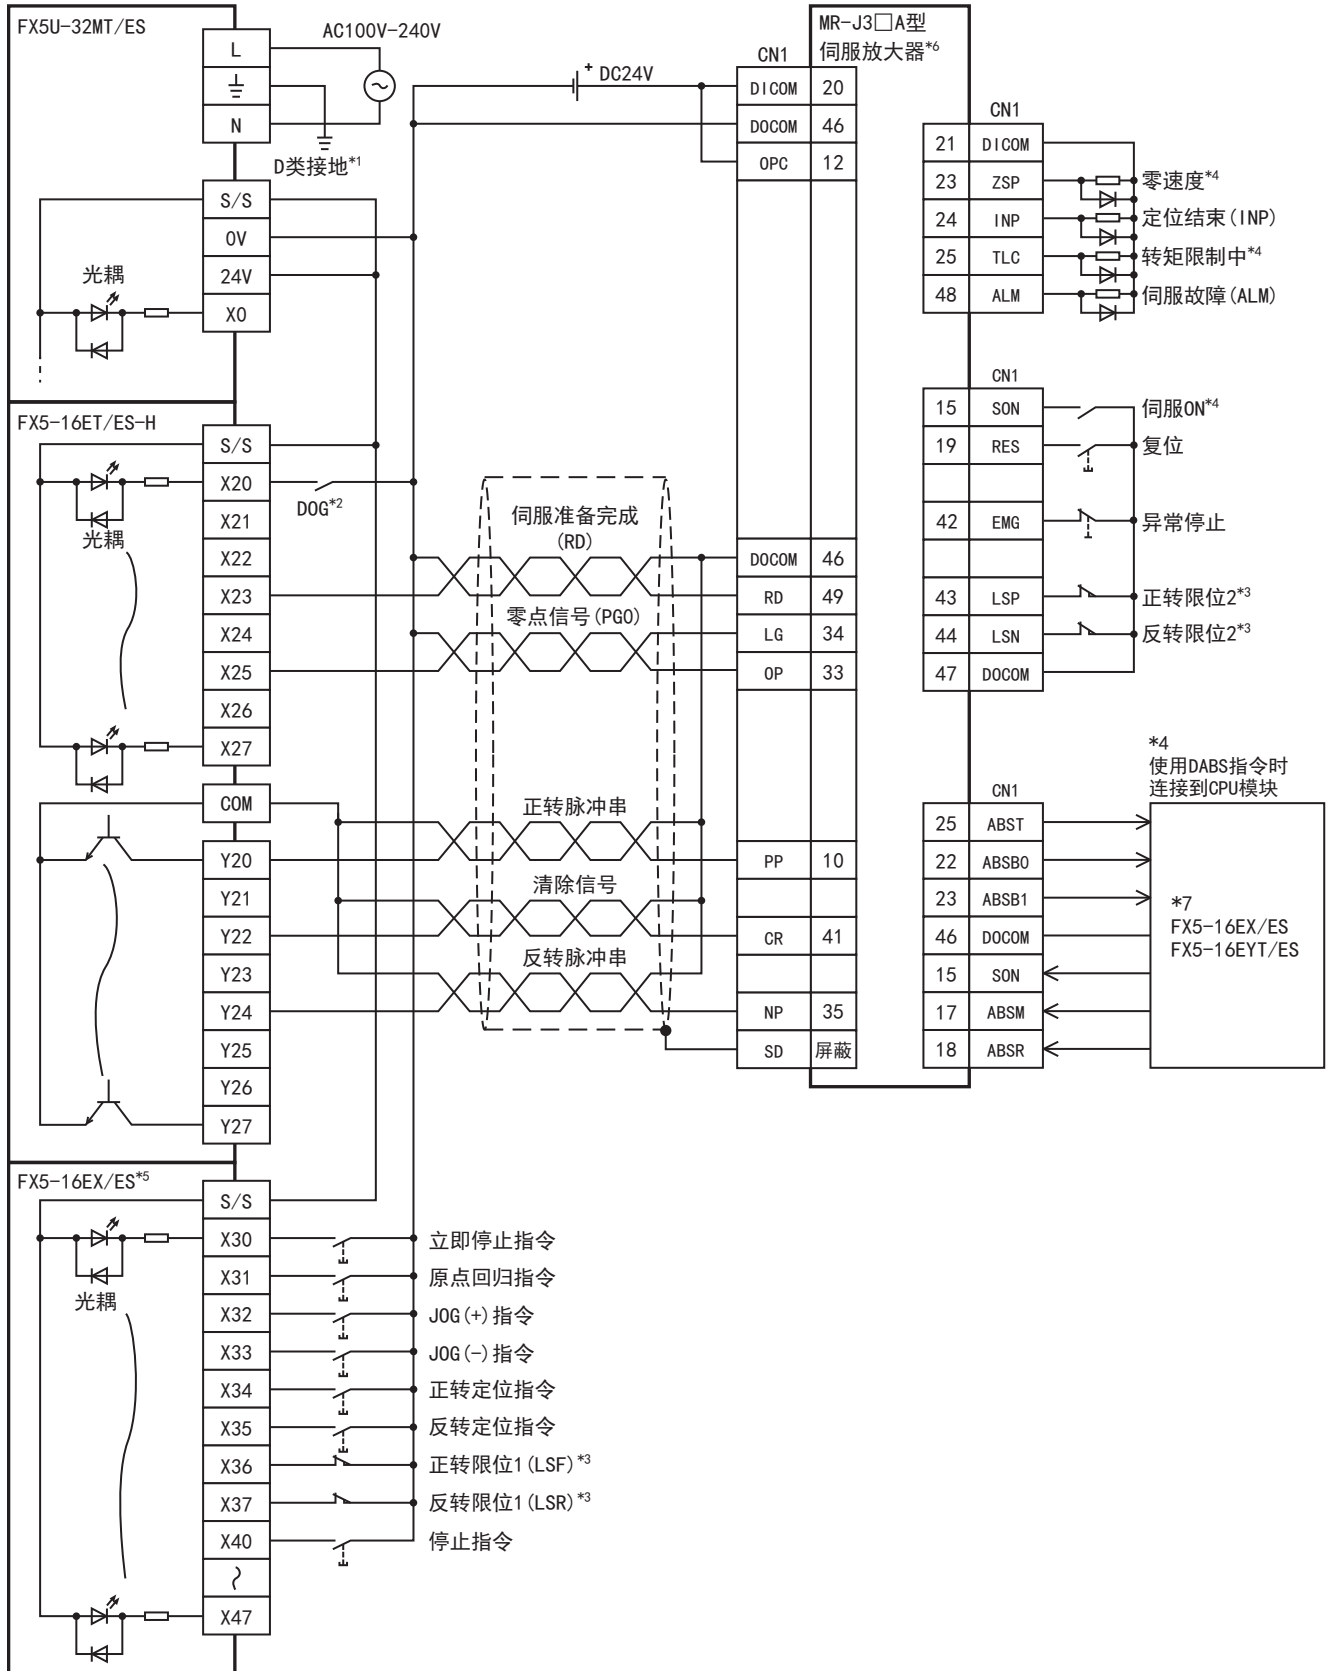 FX5U-32MT/ES
L
N
AC100V-240V
D类接地*1
S/S
0V
24V
X0
光耦
FX5-16ET/ES-H
S/S
X20
X21
X22
X23
X24
X25
X26
X27
光耦
DOG*2
COM
Y20
Y21
Y22
Y23
Y24
Y25
Y26
Y27
FX5-16EX/ES*5
S/S
X30
X31
X32
X33
X34
X35
X36
X37
X40
X47
光耦
立即停止指令
原点回归指令
JOG(+)指令
JOG(-)指令
正转定位指令
反转定位指令
正转限位1(LSF)*3
反转限位1(LSR)*3
停止指令
+ DC24V
伺服准备完成
(RD)
零点信号(PG0)
正转脉冲串
清除信号
反转脉冲串
MR-J3□A型
伺服放大器*6
CN1
DICOM 20
DOCOM 46
OPC 12
DOCOM 46
RD 49
LG 34
OP 33
PP 10
CR 41
NP 35
SD 屏蔽
CN1
21 DICOM
23 ZSP 零速度*4
24 INP 定位结束(INP)
25 TLC 转矩限制中*4
48 ALM 伺服故障(ALM)
CN1
15 SON 伺服ON*4
19 RES 复位
42 EMG 异常停止
43 LSP 正转限位2*3
44 LSN 反转限位2*3
47 DOCOM
CN1
25 ABST
22 ABSB0
23 ABSB1
46 DOCOM
15 SON
17 ABSM
18 ABSR
*4
使用DABS指令时
连接到CPU模块
*7
FX5-16EX/ES
FX5-16EYT/ES